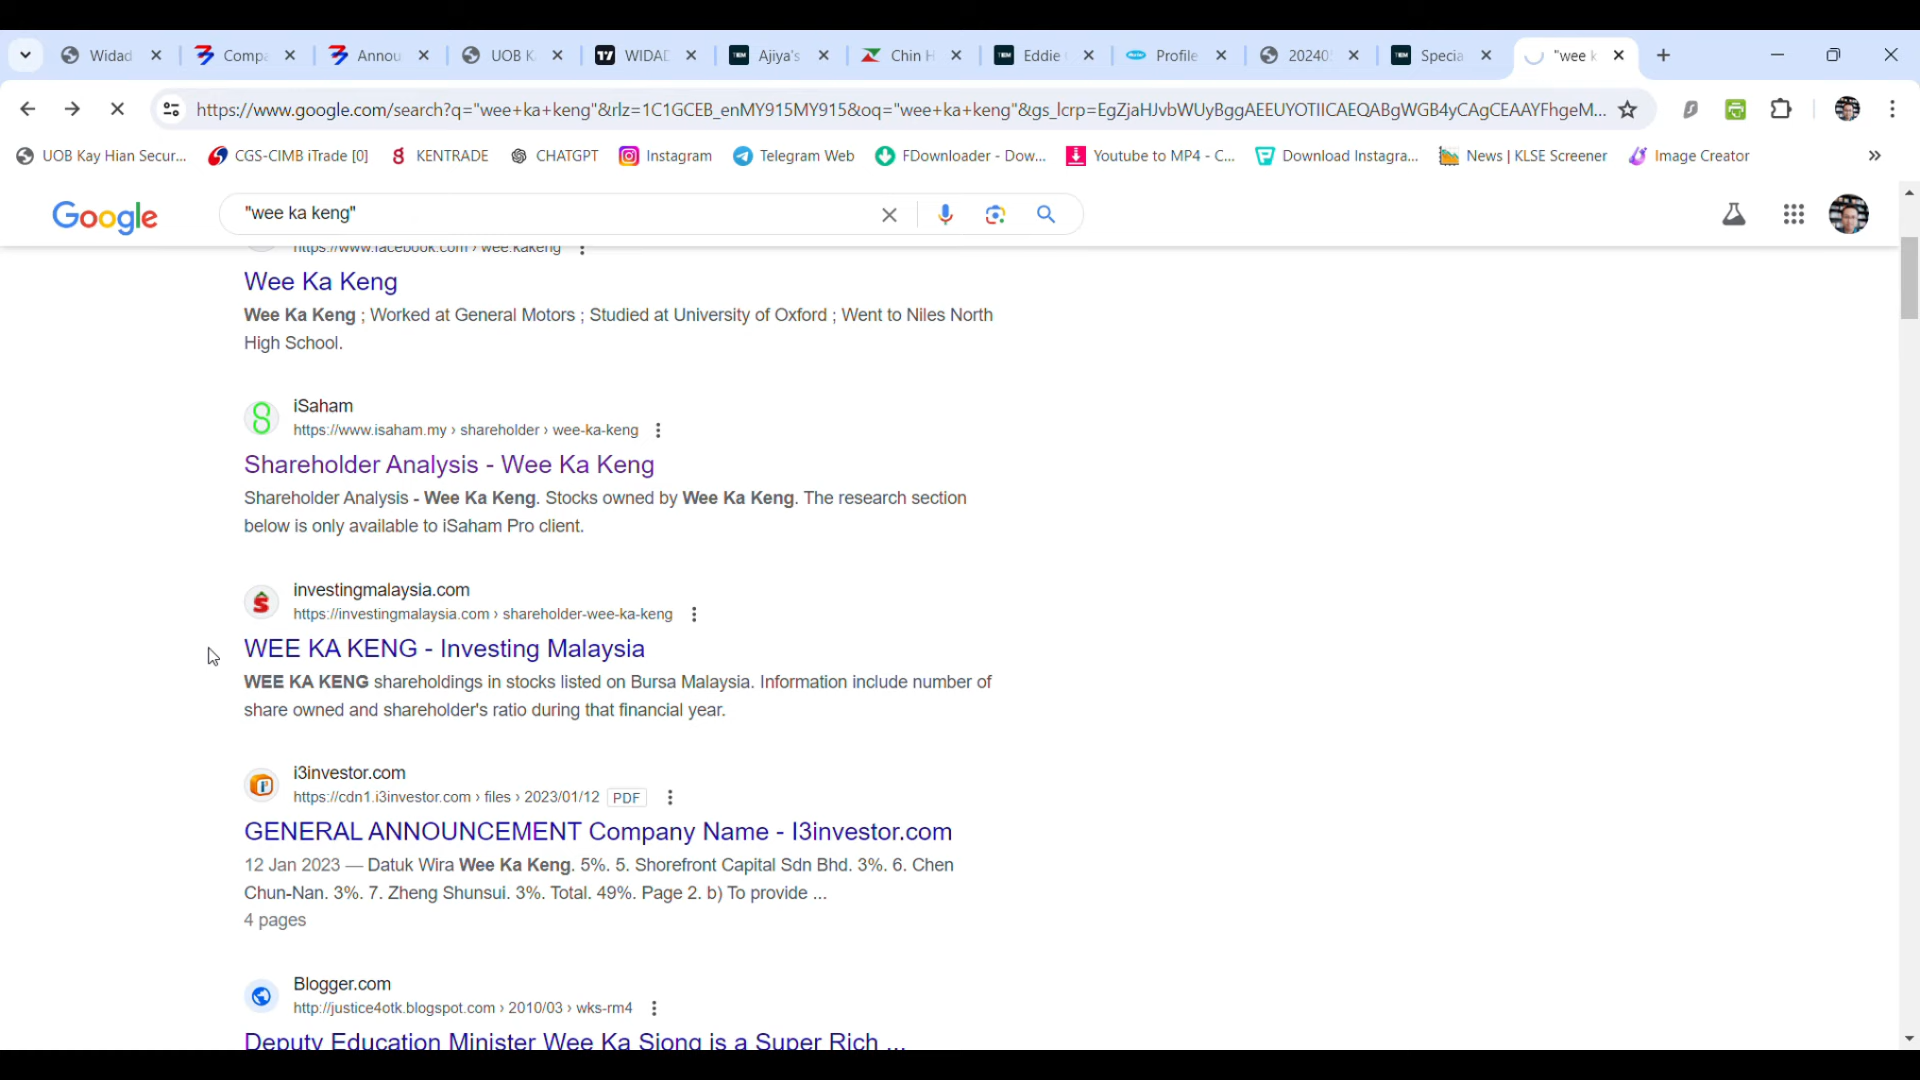 Widad
Compa
Annou
UOB K
WIDAD
Ajiya's
Chin H
Eddie
Profile
20240
Specia
"wee k
https://www.google.com/search?q="wee+ka+keng"&rlz=1C1GCEB_enMY915MY915&oq="wee+ka+keng"&gs_lcrp=EgZjaHJvbWUyBggAEEUYOTIICAEQABgWGB4yCAgCEAAYFhgeM...
UOB Kay Hian Secur...
CGS-CIMB iTrade [0]
KENTRADE
CHATGPT
Instagram
Telegram Web
FDownloader - Dow...
Youtube to MP4 - C...
Download Instagra...
News | KLSE Screener
Image Creator
Google
"wee ka keng"
https://www.facebook.com › wee.kakeng
Wee Ka Keng
Wee Ka Keng ; Worked at General Motors ; Studied at University of Oxford ; Went to Niles North
High School.
iSaham
https://www.isaham.my › shareholder › wee-ka-keng
Shareholder Analysis - Wee Ka Keng
Shareholder Analysis - Wee Ka Keng. Stocks owned by Wee Ka Keng. The research section
below is only available to iSaham Pro client.
investingmalaysia.com
https://investingmalaysia.com › shareholder-wee-ka-keng
WEE KA KENG - Investing Malaysia
WEE KA KENG shareholdings in stocks listed on Bursa Malaysia. Information include number of
share owned and shareholder's ratio during that financial year.
i3investor.com
https://cdn1.i3investor.com › files › 2023/01/12 PDF
GENERAL ANNOUNCEMENT Company Name - I3investor.com
12 Jan 2023 — Datuk Wira Wee Ka Keng. 5%. 5. Shorefront Capital Sdn Bhd. 3%. 6. Chen
Chun-Nan. 3%. 7. Zheng Shunsui. 3%. Total. 49%. Page 2. b) To provide ...
4 pages
Blogger.com
http://justice4otk.blogspot.com › 2010/03 › wks-rm4
Deputy Education Minister Wee Ka Siong is a Super Rich ...